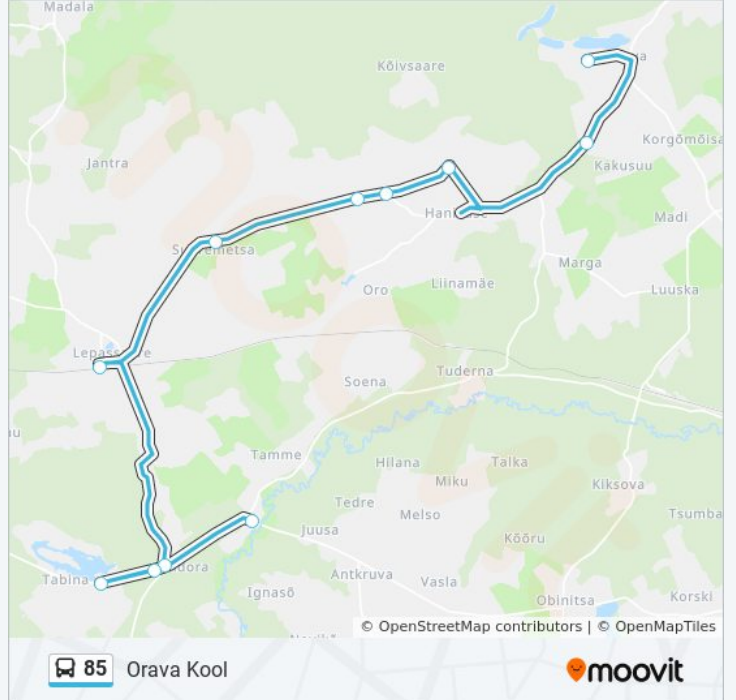 Madala
Kõivsaare
Korgõmõisa
Jantra
Kakusuu
Madi
Marga
Liinamäe
Oro
Luuska
Soena
Tuderna
Tamme
Hilana
Talka
Miku
Kiksova
Tedre
Melso
Tsumba
Juusa
Kõõru
Tabina
Antkruva
Vasla
Ignasõ
Obinitsa
Korski
© OpenStreetMap contributors | © OpenMapTiles
85 Orava Kool
moovit